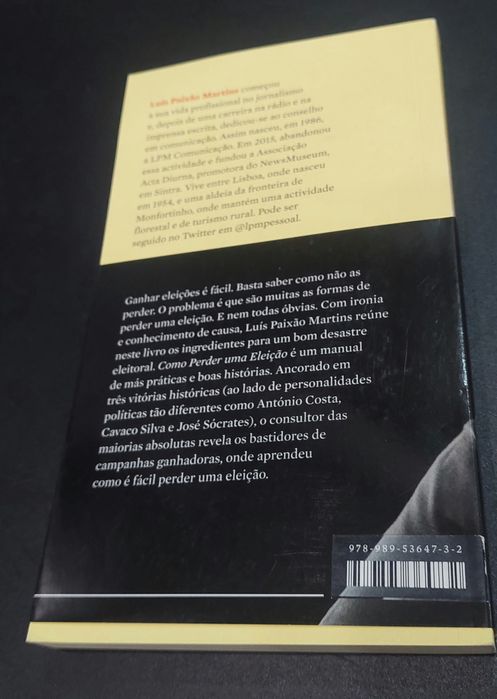 Luís Paixão Martins começou
a sua vida profissional no jornalismo
e, depois de uma carreira na rádio e na
imprensa escrita, dedicou-se ao conselho
em comunicação. Assim nasceu, em 1986,
a LPM Comunicação. Em 2015, abandonou
essa actividade e fundou a Associação
Acta Diurna, promotora do NewsMuseum,
em Sintra. Vive entre Lisboa, onde nasceu
em 1954, e uma aldeia da fronteira de
Monfortinho, onde mantém uma actividade
florestal e de turismo rural. Pode ser
seguido no Twitter em @lpmpessoal.
Ganhar eleições é fácil. Basta saber como não as
perder. O problema é que são muitas as formas de
perder uma eleição. E nem todas óbvias. Com ironia
e conhecimento de causa, Luís Paixão Martins reúne
neste livro os ingredientes para um bom desastre
eleitoral. Como Perder uma Eleição é um manual
de más práticas e boas histórias. Ancorado em
três vitórias históricas (ao lado de personalidades
políticas tão diferentes como António Costa,
Cavaco Silva e José Sócrates), o consultor das
maiorias absolutas revela os bastidores de
campanhas ganhadoras, onde aprendeu
como é fácil perder uma eleição.
978-989-53647-3-2